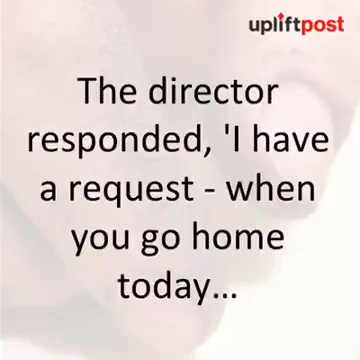 upliftpost
The director
responded, 'I have
a request - when
you go home
today...